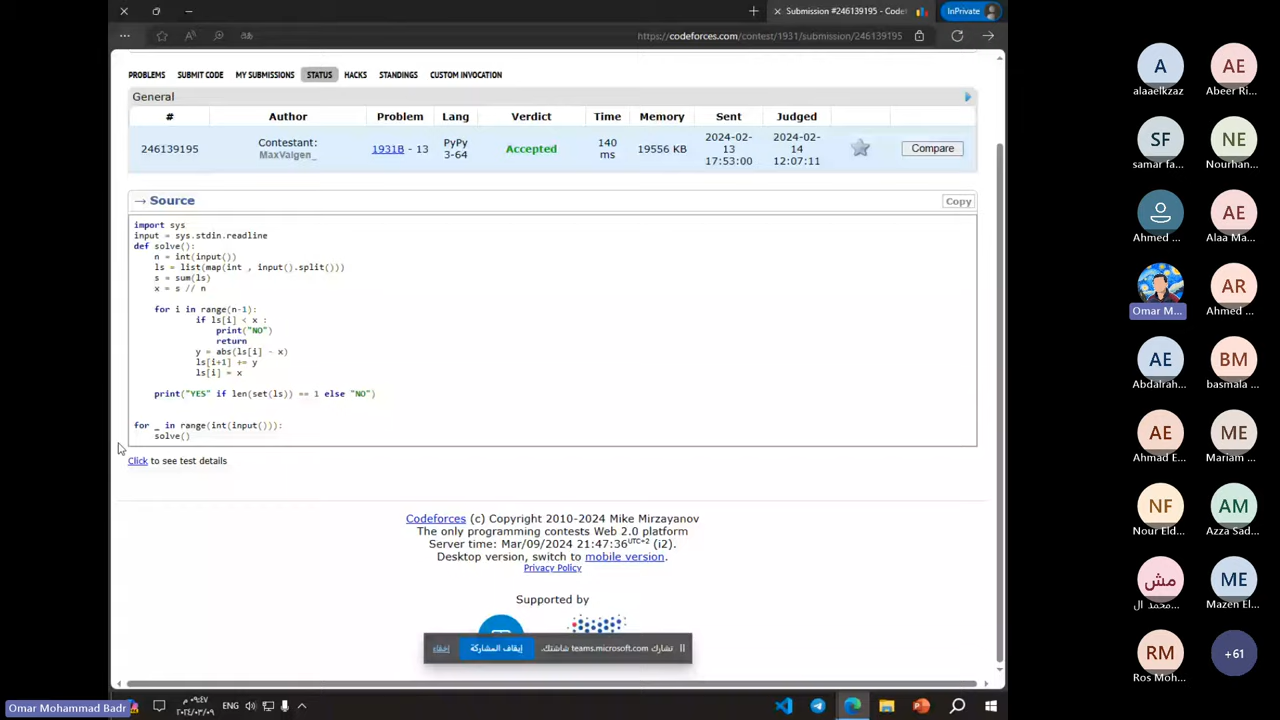 Submission #246139195 - Codef
InPrivate
https://codeforces.com/contest/1931/submission/246139195
PROBLEMS SUBMIT CODE MY SUBMISSIONS STATUS HACKS STANDINGS CUSTOM INVOCATION
General
# Author Problem Lang Verdict Time Memory Sent Judged
246139195 Contestant: MaxValgen_ 1931B - 13 PyPy 3-64 Accepted 140 ms 19556 KB 2024-02-13 17:53:00 2024-02-14 12:07:11 Compare
→ Source Copy
import sys
input = sys.stdin.readline
def solve():
    n = int(input())
    ls = list(map(int , input().split()))
    s = sum(ls)
    x = s // n
    for i in range(n-1):
            if ls[i] < x :
                print("NO")
                return
            y = abs(ls[i] - x)
            ls[i+1] += y
            ls[i] = x
    print("YES" if len(set(ls)) == 1 else "NO")
for _ in range(int(input())):
    solve()
Click to see test details
Codeforces (c) Copyright 2010-2024 Mike Mirzayanov
The only programming contests Web 2.0 platform
Server time: Mar/09/2024 21:47:36UTC+2 (i2).
Desktop version, switch to mobile version.
Privacy Policy
Supported by
تشارك teams.microsoft.com شاشتك. إيقاف المشاركة إخفاء
Omar Mohammad Badr
ENG
٠٩:٤٧ م
٢٠٢٤/٠٣/٠٩
A AE
alaaelkzaz Abeer Ri...
SF NE
samar fa... Nourhan...
AE
Ahmed ... Alaa Ma...
AR
Omar M... Ahmed ...
AE BM
Abdalrah... basmala ...
AE ME
Ahmad E... Mariam ...
NF AM
Nour Eld... Azza Sad...
مش ME
محمد ال... Mazen El...
RM +61
Ros Moh...